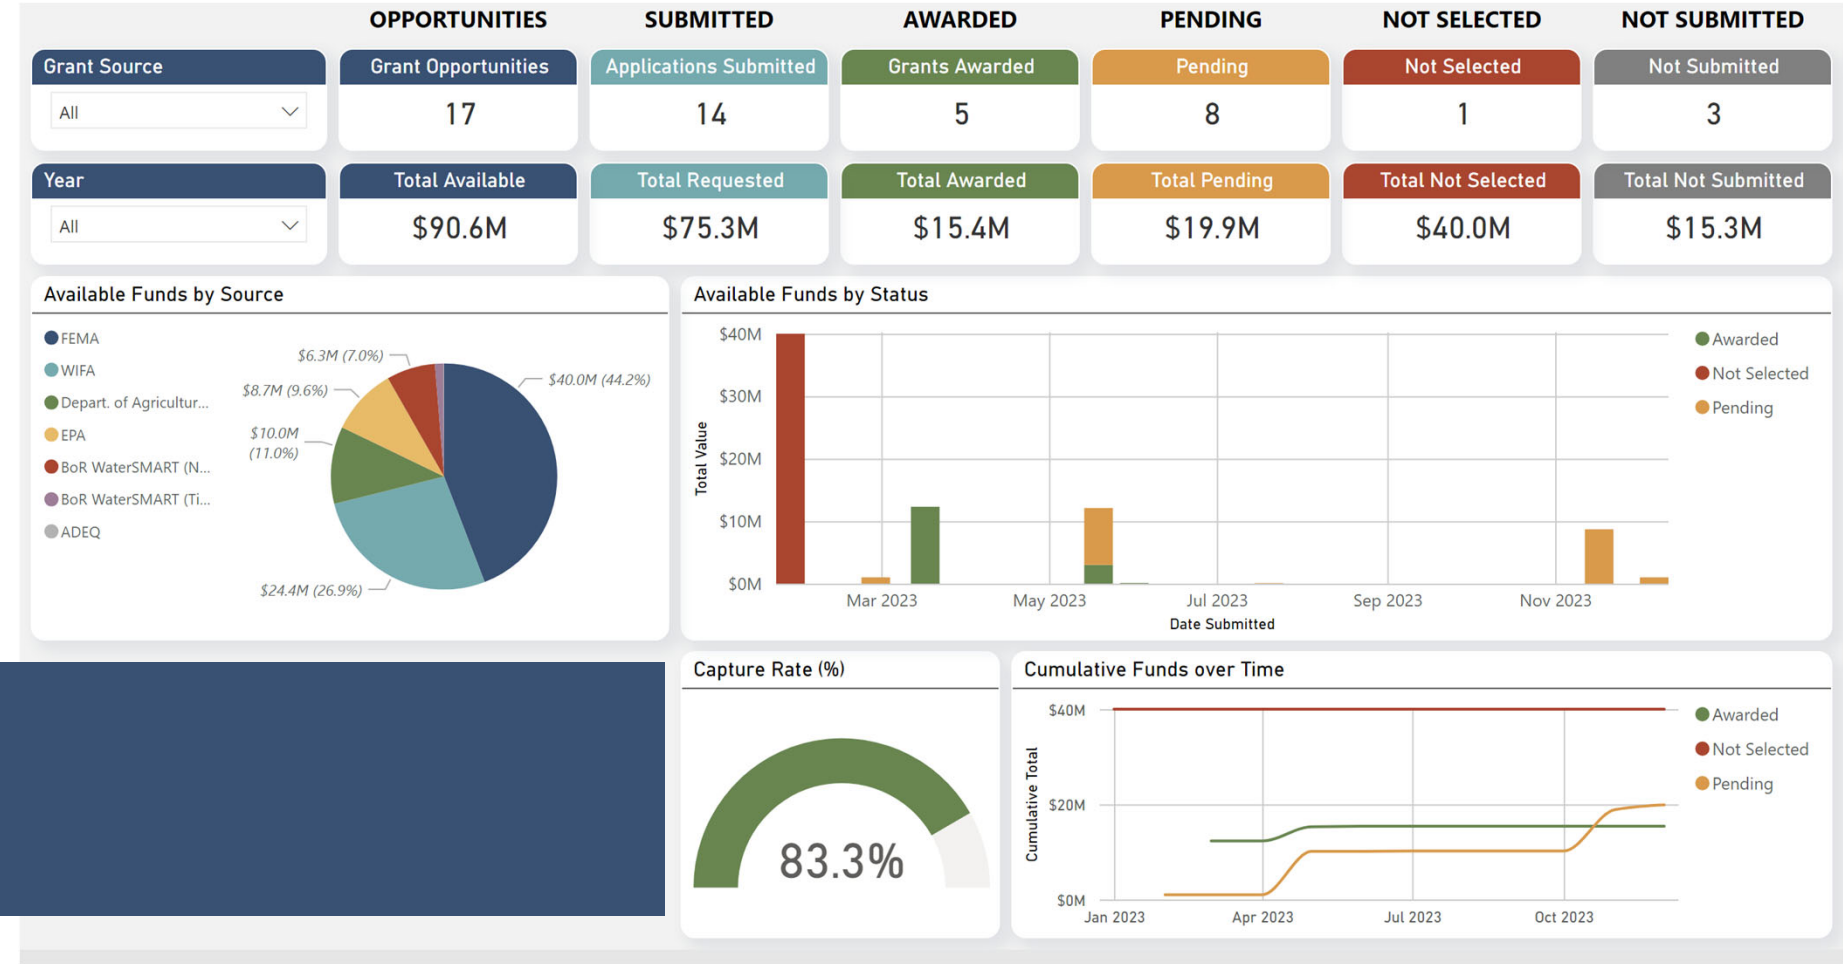 OPPORTUNITIES SUBMITTED AWARDED PENDING NOT SELECTED NOT SUBMITTED
Grant Source Grant Opportunities Applications Submitted Grants Awarded Pending Not Selected Not Submitted
All 17 14 5 8 1 3
Year Total Available Total Requested Total Awarded Total Pending Total Not Selected Total Not Submitted
All $90.6M $75.3M $15.4M $19.9M $40.0M $15.3M
Available Funds by Source
FEMA
WIFA
Depart. of Agricultur...
EPA
BoR WaterSMART (N...
BoR WaterSMART (Ti...
ADEQ
$6.3M (7.0%)
$40.0M (44.2%)
$8.7M (9.6%)
$10.0M
(11.0%)
$24.4M (26.9%)
Available Funds by Status
Total Value
$40M
$30M
$20M
$10M
$0M
Mar 2023 May 2023 Jul 2023 Sep 2023 Nov 2023
Date Submitted
Awarded
Not Selected
Pending
Capture Rate (%)
83.3%
Cumulative Funds over Time
Cumulative Total
$40M
$20M
$0M
Jan 2023 Apr 2023 Jul 2023 Oct 2023
Awarded
Not Selected
Pending